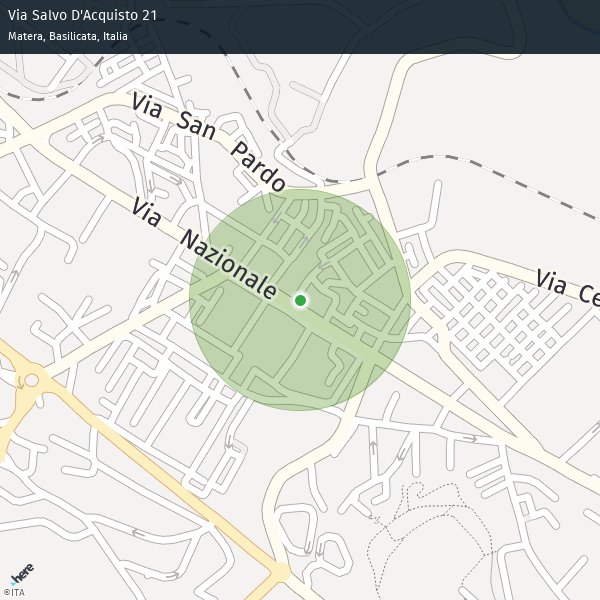 Via Salvo D'Acquisto 21
Matera, Basilicata, Italia
Via San Pardo
Via Nazionale
Via Ce
here
©ITA